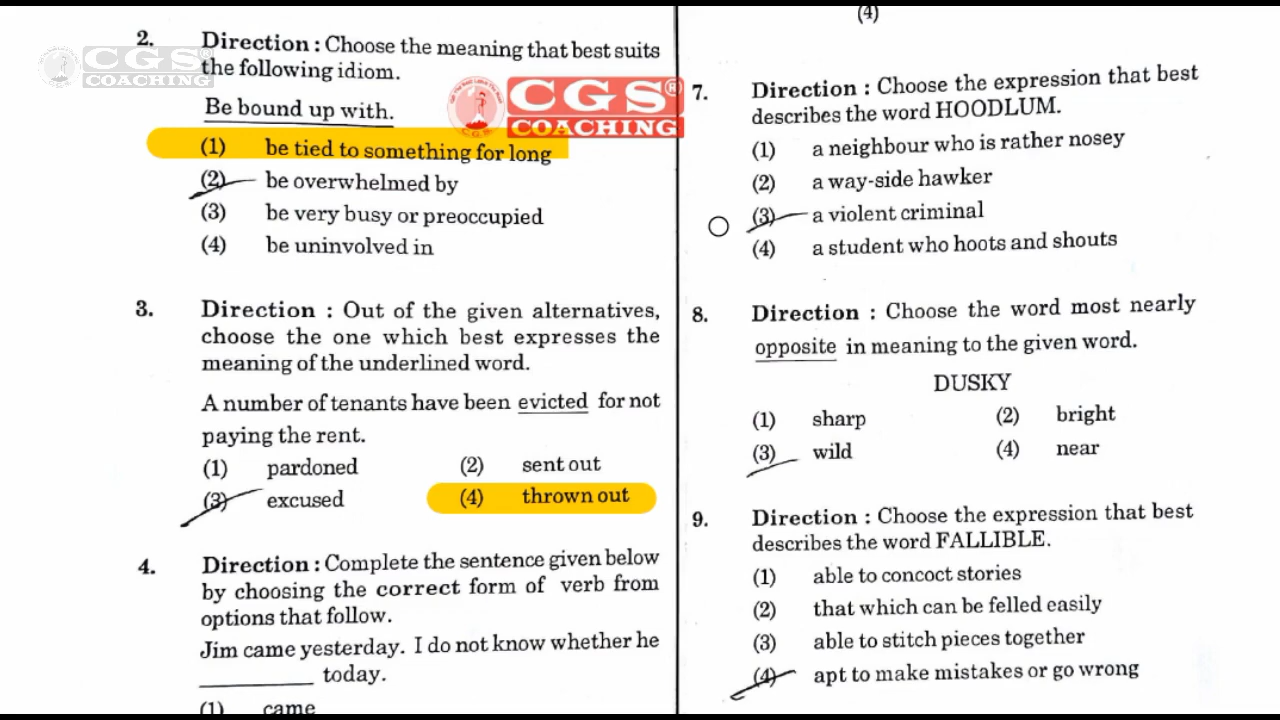 CGS®
COACHING
2. Direction : Choose the meaning that best suits
the following idiom.
Be bound up with.
(1) be tied to something for long
(2) be overwhelmed by
(3) be very busy or preoccupied
(4) be uninvolved in
3. Direction : Out of the given alternatives,
choose the one which best expresses the
meaning of the underlined word.
A number of tenants have been evicted for not
paying the rent.
(1) pardoned (2) sent out
(3) excused (4) thrown out
4. Direction : Complete the sentence given below
by choosing the correct form of verb from
options that follow.
Jim came yesterday. I do not know whether he
__________ today.
(1) came
CGS®
COACHING
C.G.S.
(4)
7. Direction : Choose the expression that best
describes the word HOODLUM.
(1) a neighbour who is rather nosey
(2) a way-side hawker
(3) a violent criminal
(4) a student who hoots and shouts
8. Direction : Choose the word most nearly
opposite in meaning to the given word.
DUSKY
(1) sharp (2) bright
(3) wild (4) near
9. Direction : Choose the expression that best
describes the word FALLIBLE.
(1) able to concoct stories
(2) that which can be felled easily
(3) able to stitch pieces together
(4) apt to make mistakes or go wrong